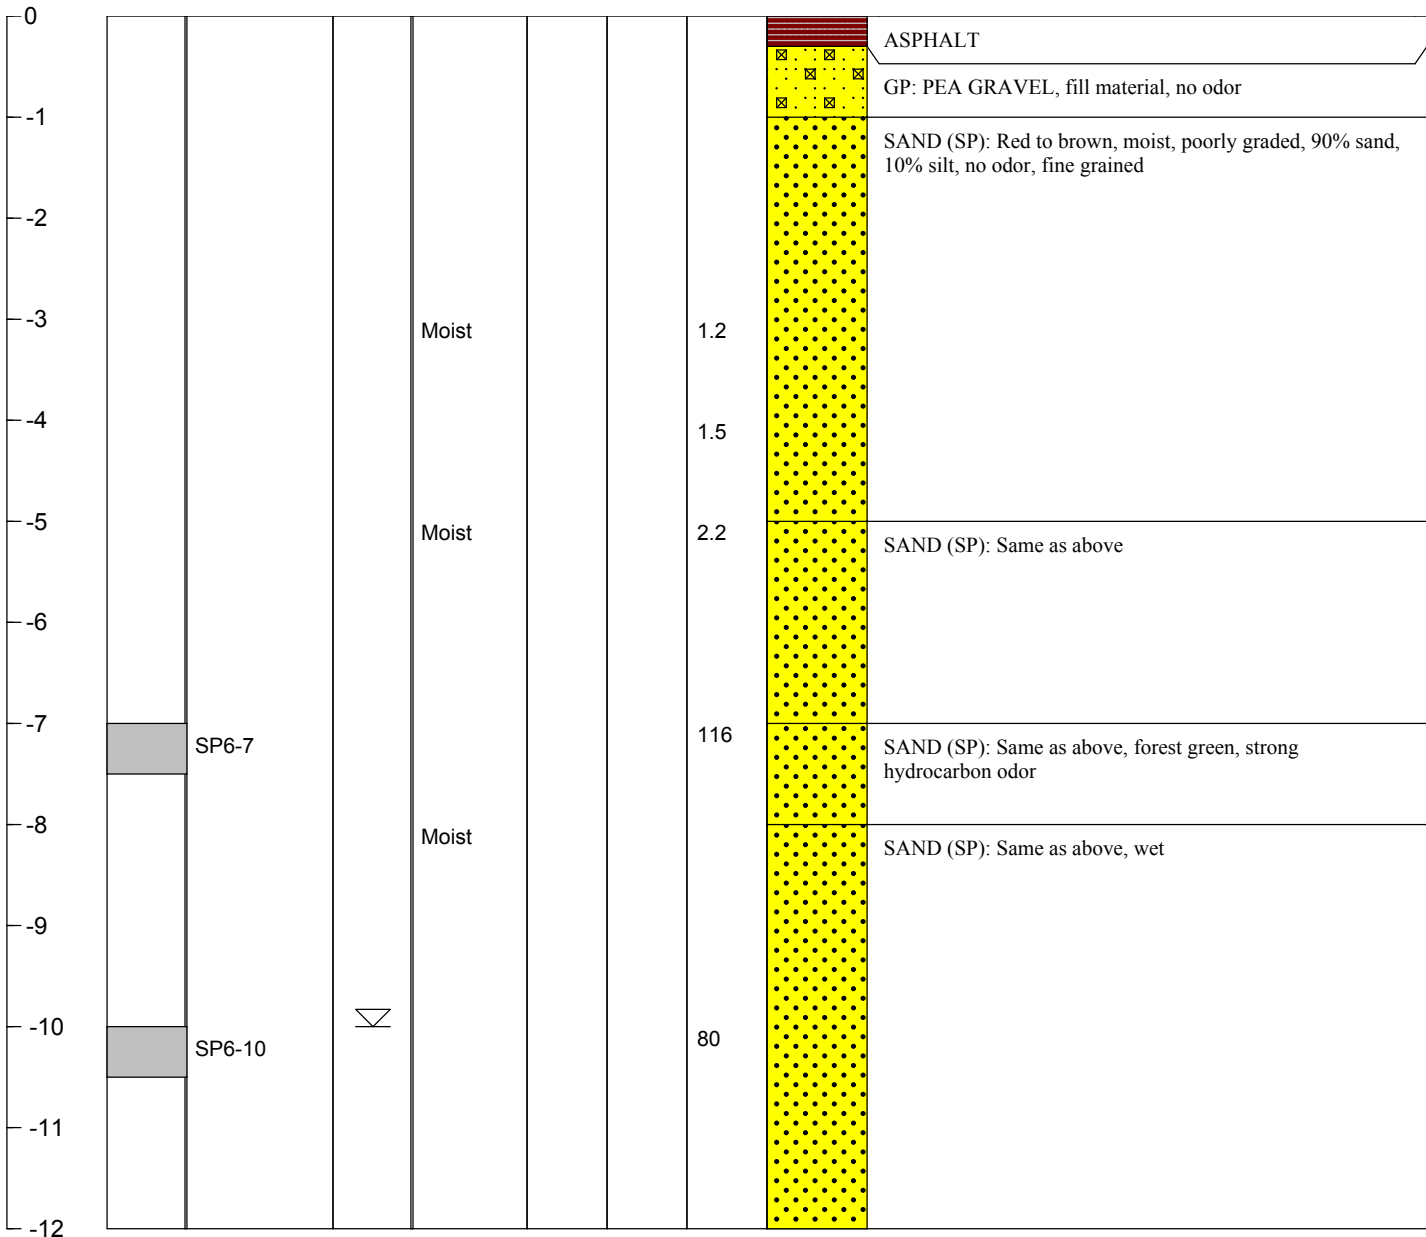 0
ASPHALT
GP: PEA GRAVEL, fill material, no odor
-1
SAND (SP): Red to brown, moist, poorly graded, 90% sand,
10% silt, no odor, fine grained
-2
-3
Moist
1.2
-4
1.5
-5
Moist
2.2
SAND (SP): Same as above
-6
-7
SP6-7
116
SAND (SP): Same as above, forest green, strong
hydrocarbon odor
-8
Moist
SAND (SP): Same as above, wet
-9
-10
SP6-10
80
-11
-12